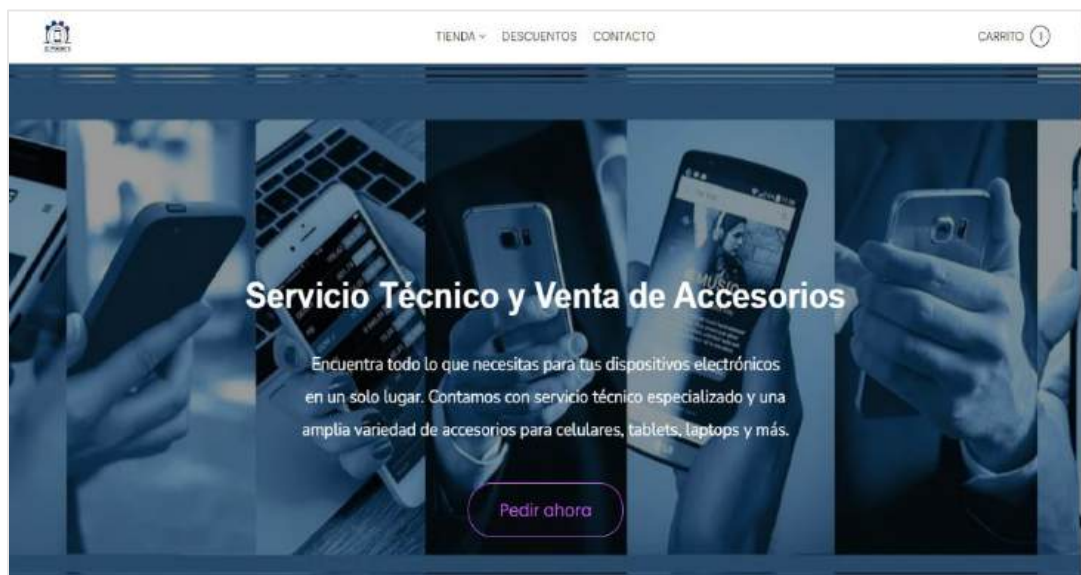 TIENDA
DESCUENTOS
CONTACTO
CARRITO 1
Servicio Técnico y Venta de Accesorios
Encuentra todo lo que necesitas para tus dispositivos electrónicos
en un solo lugar. Contamos con servicio técnico especializado y una
amplia variedad de accesorios para celulares, tablets, laptops y más.
MUSIC
Pedir ahora